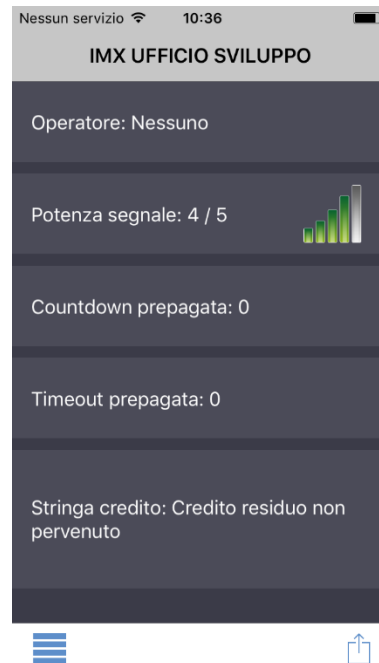 Nessun servizio 10:36
IMX UFFICIO SVILUPPO
Operatore: Nessuno
Potenza segnale: 4 / 5
Countdown prepagata: 0
Timeout prepagata: 0
Stringa credito: Credito residuo non
pervenuto